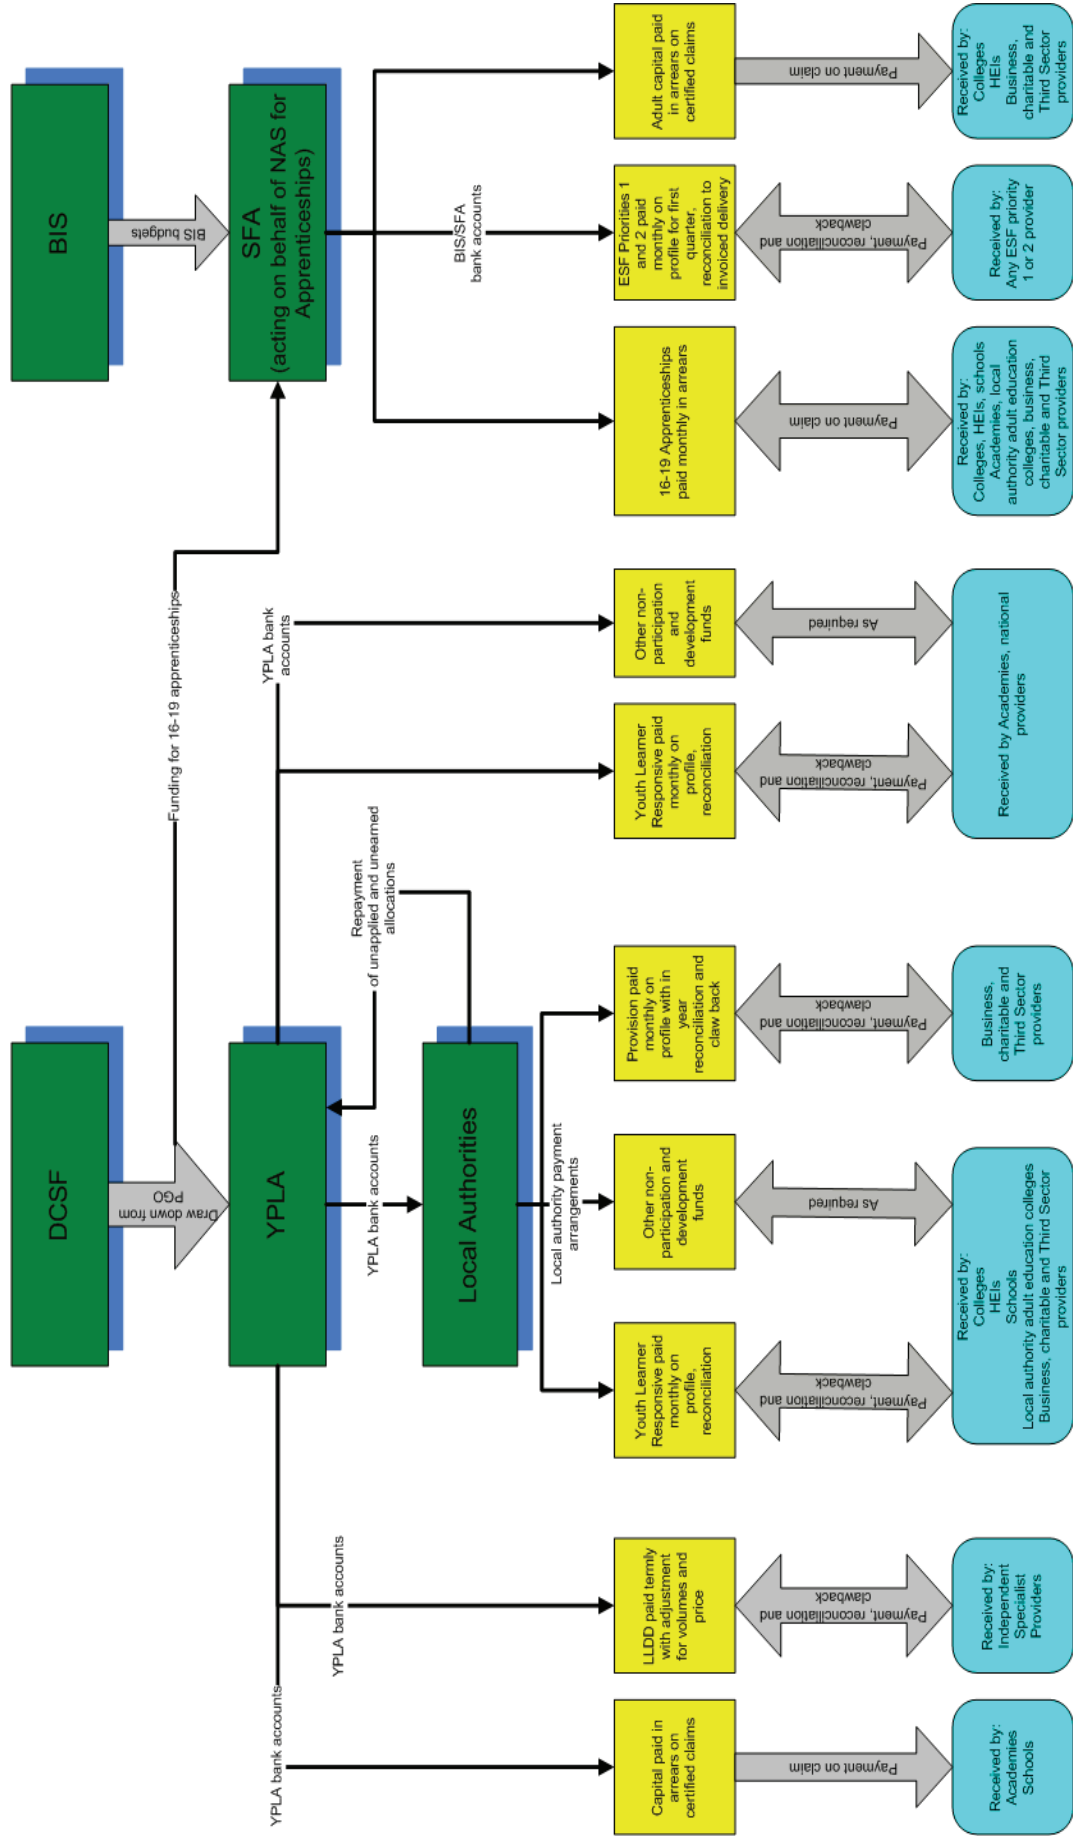 DCSF
BIS
Draw down from
PGO
BIS budgets
Funding for 16-19 apprenticeships
YPLA
SFA
(acting on behalf of NAS for
Apprenticeships)
YPLA bank accounts
YPLA bank accounts
YPLA bank accounts
Repayment
of unapplied and unearned
allocations
YPLA bank
accounts
BIS/SFA
bank accounts
Local Authorities
Local authority payment
arrangements
Capital paid in
arrears on
certified claims
LLDD paid termly
with adjustment
for volumes and
price
Youth Learner
Responsive paid
monthly on
profile,
reconciliation
Other non-
participation and
development
funds
Provision paid
monthly on
profile with in
year
reconciliation and
claw back
Youth Learner
Responsive paid
monthly on
profile,
reconciliation
Other non-
participation
and
development
funds
16-19 Apprenticeships
paid monthly in arrears
ESF Priorities 1
and 2 paid
monthly on
profile for first
quarter,
reconciliation to
invoiced delivery
Adult capital paid
in arrears on
certified claims
Payment on claim
Payment, reconciliation and
clawback
Payment, reconciliation and
clawback
As required
Payment, reconciliation and
clawback
Payment, reconciliation and
clawback
As required
Payment on claim
Payment, reconciliation and
clawback
Payment on claim
Received by:
Academies
Schools
Received by:
Independent
Specialist
Providers
Received by:
Colleges
HEIs
Schools
Local authority adult education colleges
Business, charitable and Third Sector
providers
Business,
charitable and
Third Sector
providers
Received by Academies, national
providers
Received by:
Colleges, HEIs, schools
Academies, local
authority adult education
colleges, business,
charitable and Third
Sector providers
Received by:
Any ESF priority
1 or 2 provider
Received by:
Colleges
HEIs
Business,
charitable and
Third Sector
providers